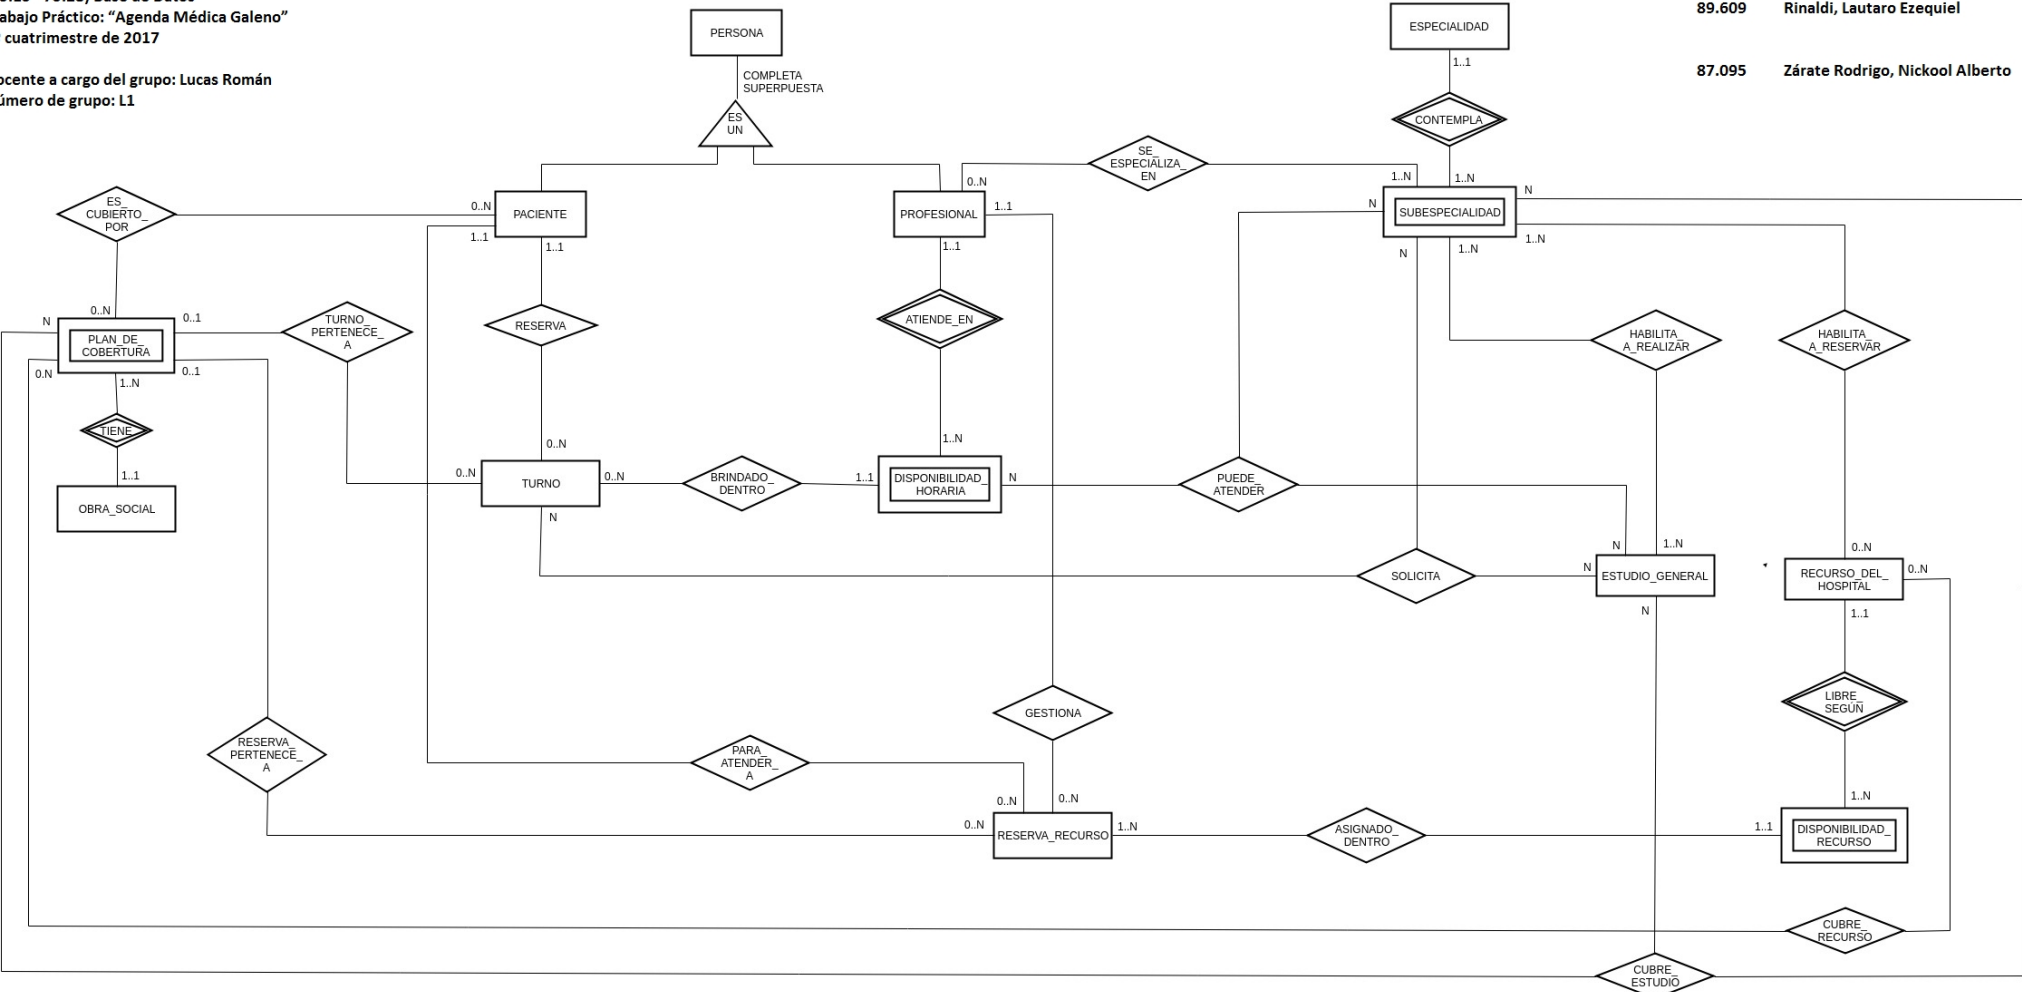 abajo Práctico: “Agenda Médica Galeno”
cuatrimestre de 2017
ocente a cargo del grupo: Lucas Román
úmero de grupo: L1
89.609 Rinaldi, Lautaro Ezequiel
87.095 Zárate Rodrigo, Nickool Alberto
PERSONA
COMPLETA
SUPERPUESTA
ES
UN
ESPECIALIDAD
1..1
CONTEMPLA
1..N
SE_
ESPECIALIZA_
EN
0..N
1..N
ES_
CUBIERTO_
POR
0..N
0..N
PACIENTE
1..1
1..1
PROFESIONAL
1..1
1..1
SUBESPECIALIDAD
N
N
N
1..N
1..N
PLAN_DE_
COBERTURA
N
0.N
0..1
0..1
1..N
TURNO_
PERTENECE_
A
0..N
RESERVA
0..N
ATIENDE_EN
1..N
HABILITA_
A_REALIZAR
1..N
HABILITA_
A_RESERVAR
0..N
TIENE
1..1
OBRA_SOCIAL
TURNO
0..N
N
BRINDADO_
DENTRO
1..1
DISPONIBILIDAD_
HORARIA
N
PUEDE_
ATENDER
N
SOLICITA
N
ESTUDIO_GENERAL
N
RECURSO_DEL_
HOSPITAL
0..N
1..1
RESERVA_
PERTENECE_
A
0..N
PARA_
ATENDER_
A
0..N
GESTIONA
0..N
LIBRE_
SEGÚN
1..N
RESERVA_RECURSO
1..N
ASIGNADO_
DENTRO
1..1
DISPONIBILIDAD_
RECURSO
CUBRE_
RECURSO
CUBRE_
ESTUDIO